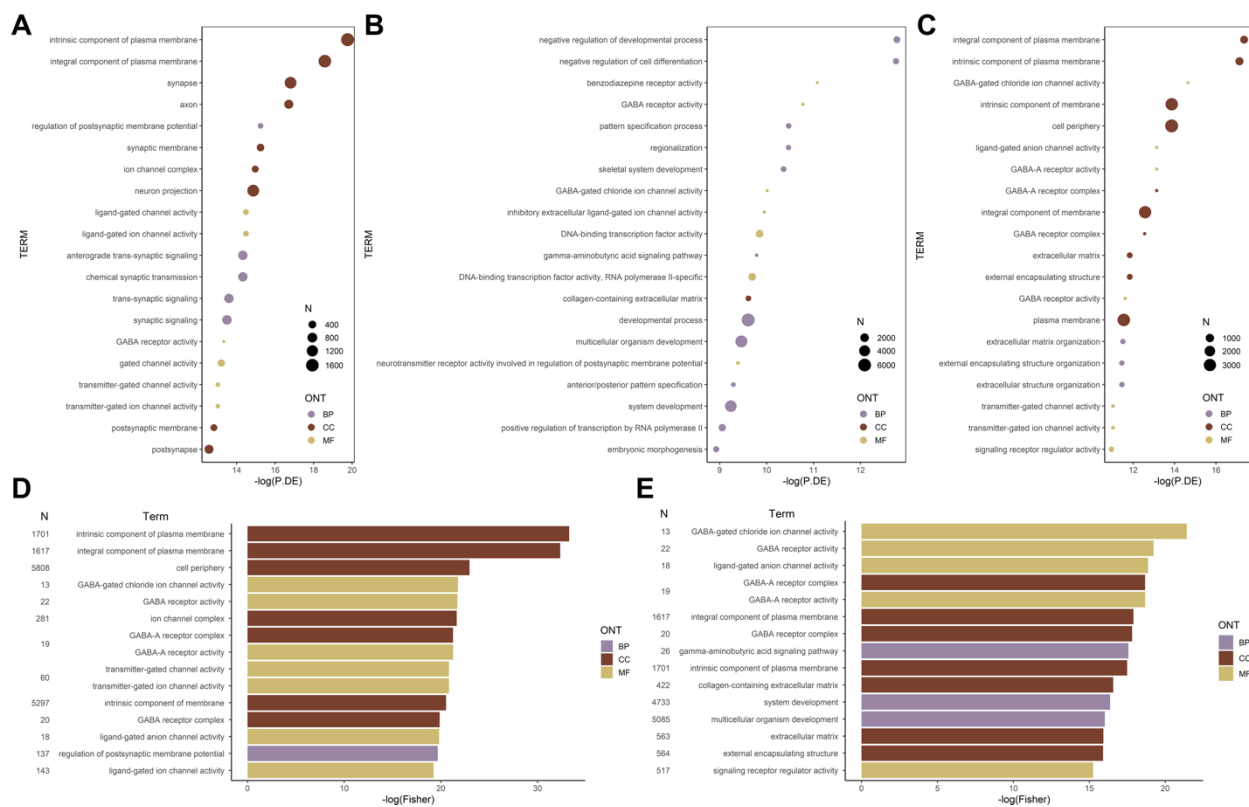 A
TERM
intrinsic component of plasma membrane
integral component of plasma membrane
synapse
axon
regulation of postsynaptic membrane potential
synaptic membrane
ion channel complex
neuron projection
ligand-gated channel activity
ligand-gated ion channel activity
anterograde trans-synaptic signaling
chemical synaptic transmission
trans-synaptic signaling
synaptic signaling
GABA receptor activity
gated channel activity
transmitter-gated channel activity
transmitter-gated ion channel activity
postsynaptic membrane
postsynapse
N
400
800
1200
1600
ONT
BP
CC
MF
14 16 18 20
-log(P.DE)
B
TERM
negative regulation of developmental process
negative regulation of cell differentiation
benzodiazepine receptor activity
GABA receptor activity
pattern specification process
regionalization
skeletal system development
GABA-gated chloride ion channel activity
inhibitory extracellular ligand-gated ion channel activity
DNA-binding transcription factor activity
gamma-aminobutyric acid signaling pathway
DNA-binding transcription factor activity, RNA polymerase II-specific
collagen-containing extracellular matrix
developmental process
multicellular organism development
neurotransmitter receptor activity involved in regulation of postsynaptic membrane potential
anterior/posterior pattern specification
system development
positive regulation of transcription by RNA polymerase II
embryonic morphogenesis
N
2000
4000
6000
ONT
BP
CC
MF
9 10 11 12
-log(P.DE)
C
TERM
integral component of plasma membrane
intrinsic component of plasma membrane
GABA-gated chloride ion channel activity
intrinsic component of membrane
cell periphery
ligand-gated anion channel activity
GABA-A receptor activity
GABA-A receptor complex
integral component of membrane
GABA receptor complex
extracellular matrix
external encapsulating structure
GABA receptor activity
plasma membrane
extracellular matrix organization
external encapsulating structure organization
extracellular structure organization
transmitter-gated channel activity
transmitter-gated ion channel activity
signaling receptor regulator activity
N
1000
2000
3000
ONT
BP
CC
MF
12 14 16
-log(P.DE)
D
N Term
1701 intrinsic component of plasma membrane
1617 integral component of plasma membrane
5808 cell periphery
13 GABA-gated chloride ion channel activity
22 GABA receptor activity
281 ion channel complex
GABA-A receptor complex
19
GABA-A receptor activity
transmitter-gated channel activity
60
transmitter-gated ion channel activity
5297 intrinsic component of membrane
20 GABA receptor complex
18 ligand-gated anion channel activity
137 regulation of postsynaptic membrane potential
143 ligand-gated ion channel activity
0 10 20 30
-log(Fisher)
ONT
BP
CC
MF
E
N Term
13 GABA-gated chloride ion channel activity
22 GABA receptor activity
18 ligand-gated anion channel activity
GABA-A receptor complex
19
GABA-A receptor activity
1617 integral component of plasma membrane
20 GABA receptor complex
26 gamma-aminobutyric acid signaling pathway
1701 intrinsic component of plasma membrane
422 collagen-containing extracellular matrix
4733 system development
5085 multicellular organism development
563 extracellular matrix
564 external encapsulating structure
517 signaling receptor regulator activity
0 5 10 15 20
-log(Fisher)
ONT
BP
CC
MF